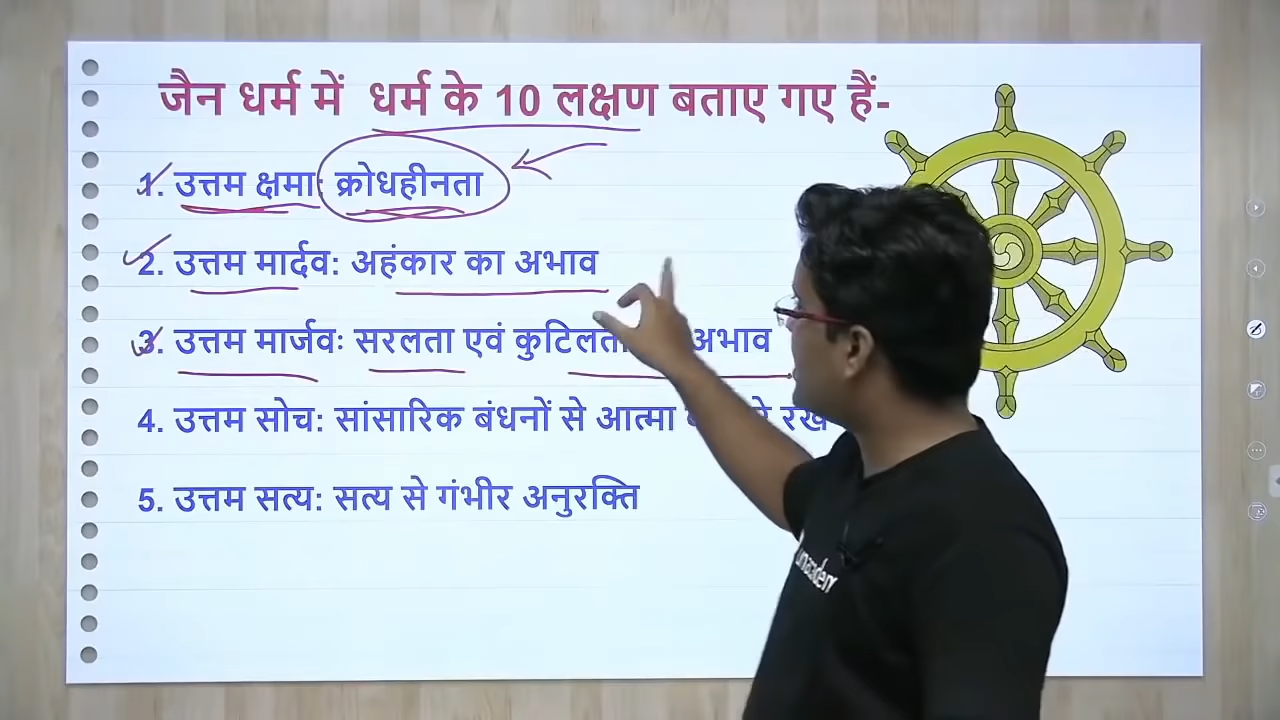 जैन धर्म में धर्म के 10 लक्षण बताए गए हैं-
1. उत्तम क्षमा: क्रोधहीनता
2. उत्तम मार्दव: अहंकार का अभाव
3. उत्तम मार्जवः सरलता एवं अभाव
4. उत्तम सोच: सांसारिक बंधनों से आत्मा
5. उत्तम सत्य: सत्य से गंभीर अनुरक्ति
unacademy